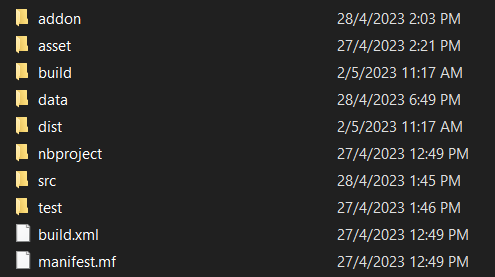 addon 28/4/2023 2:03 PM
asset 27/4/2023 2:21 PM
build 2/5/2023 11:17 AM
data 28/4/2023 6:49 PM
dist 2/5/2023 11:17 AM
nbproject 27/4/2023 12:49 PM
src 28/4/2023 1:45 PM
test 27/4/2023 1:46 PM
build.xml 27/4/2023 12:49 PM
manifest.mf 27/4/2023 12:49 PM